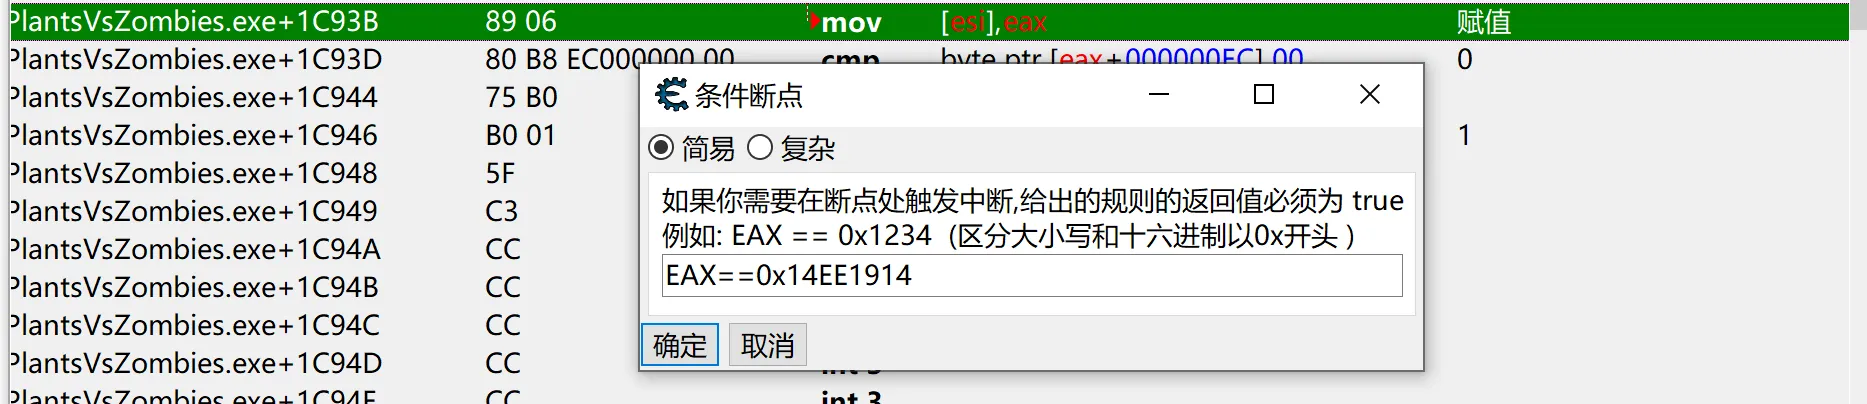 PlantsVsZombies.exe+1C93B 89 06 mov [esi],eax 赋值
PlantsVsZombies.exe+1C93D 80 B8 EC000000 00 cmp byte ptr [eax+000000EC],00 0
条件断点
PlantsVsZombies.exe+1C944 75 B0
PlantsVsZombies.exe+1C946 B0 01 1
简易 复杂
PlantsVsZombies.exe+1C948 5F
如果你需要在断点处触发中断,给出的规则的返回值必须为 true
PlantsVsZombies.exe+1C949 C3
例如: EAX == 0x1234 (区分大小写和十六进制以0x开头 )
PlantsVsZombies.exe+1C94A CC
EAX==0x14EE1914
PlantsVsZombies.exe+1C94B CC
PlantsVsZombies.exe+1C94C CC
确定 取消
PlantsVsZombies.exe+1C94D CC int 3
PlantsVsZombies.exe+1C94E CC int 3